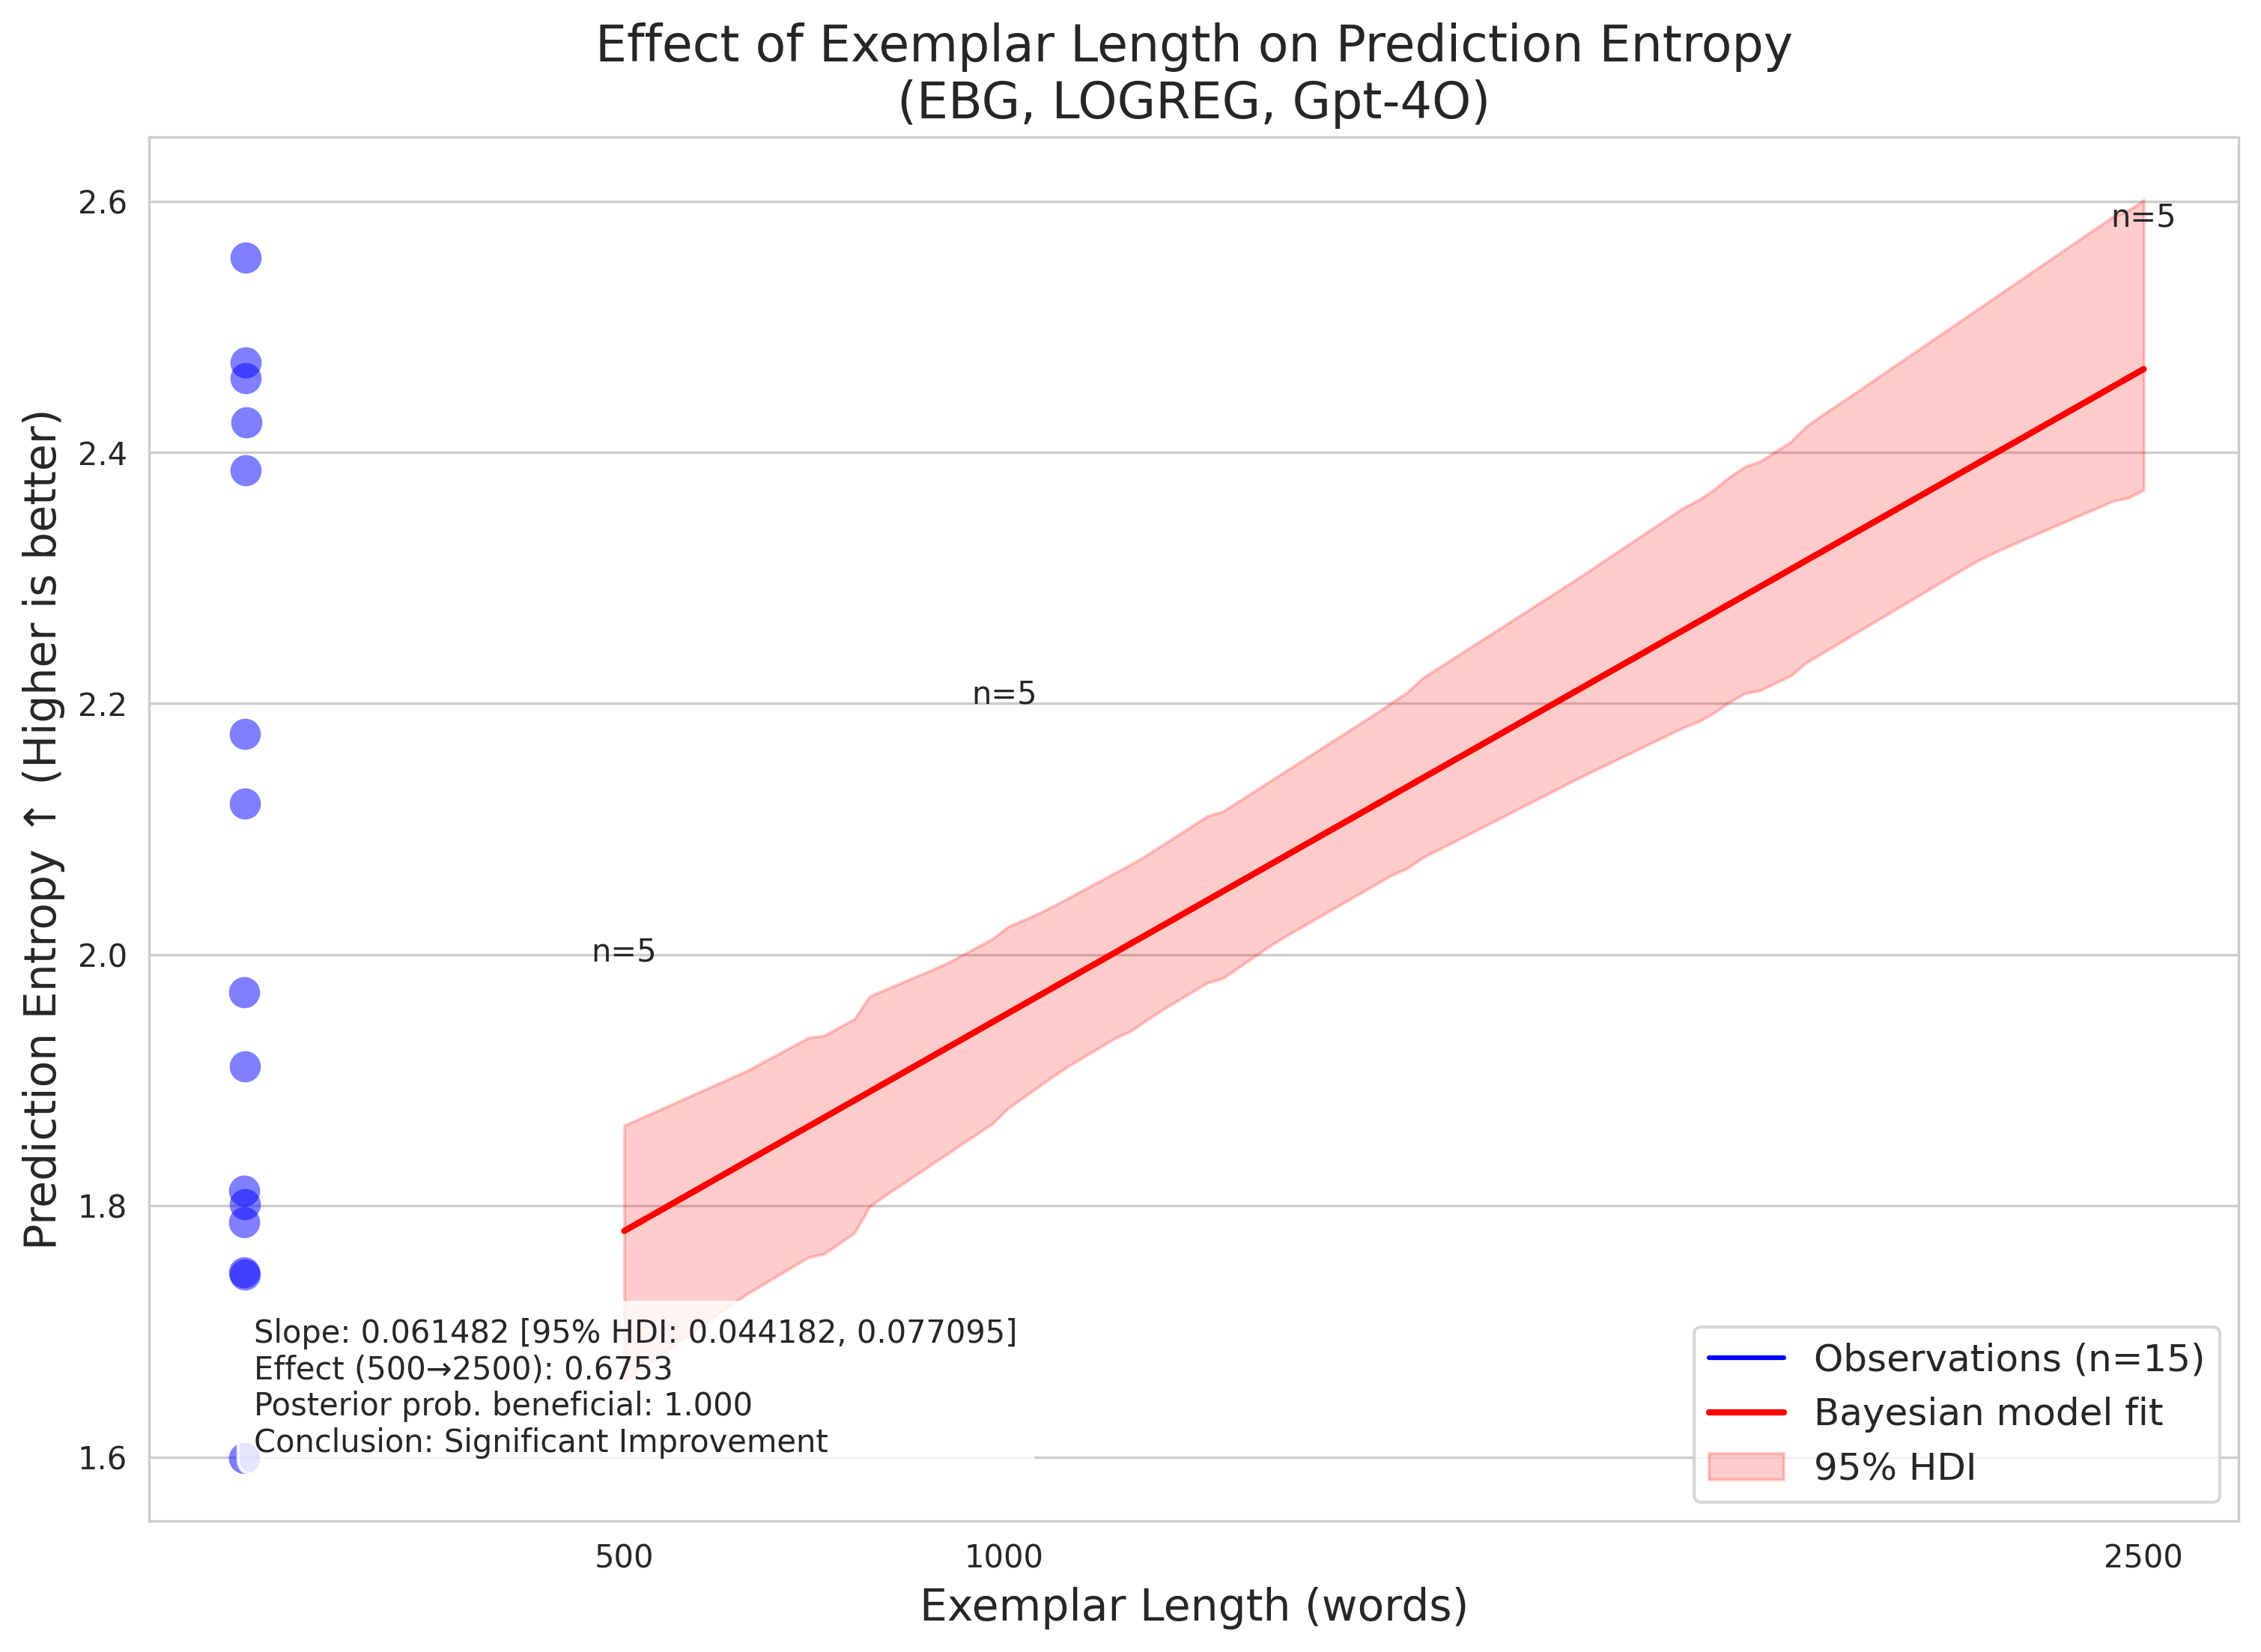 Effect of Exemplar Length on Prediction Entropy
(EBG, LOGREG, Gpt-4O)
Prediction Entropy ↑ (Higher is better)
2.6
2.4
2.2
2.0
1.8
1.6
n=5
n=5
n=5
Slope: 0.061482 [95% HDI: 0.044182, 0.077095]
Effect (500→2500): 0.6753
Posterior prob. beneficial: 1.000
Conclusion: Significant Improvement
Observations (n=15)
Bayesian model fit
95% HDI
500
1000
2500
Exemplar Length (words)